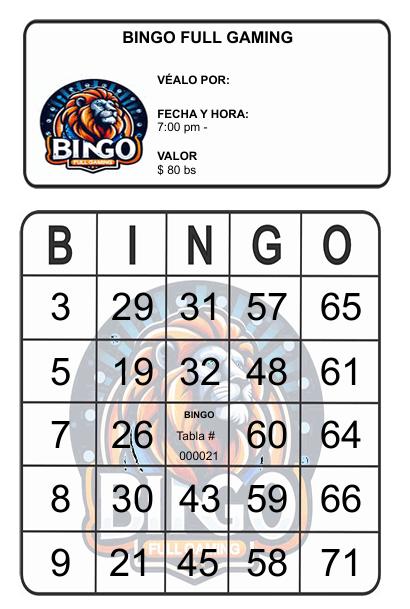 BINGO FULL GAMING
VÉALO POR:
FECHA Y HORA:
7:00 pm -
VALOR
$ 80 bs
BINGO
FULL GAMING
B I N G O
3 29 31 57 65
5 19 32 48 61
BINGO
7 26 Tabla # 60 64
000021
8 30 43 59 66
BINGO
FULL GAMING
9 21 45 58 71